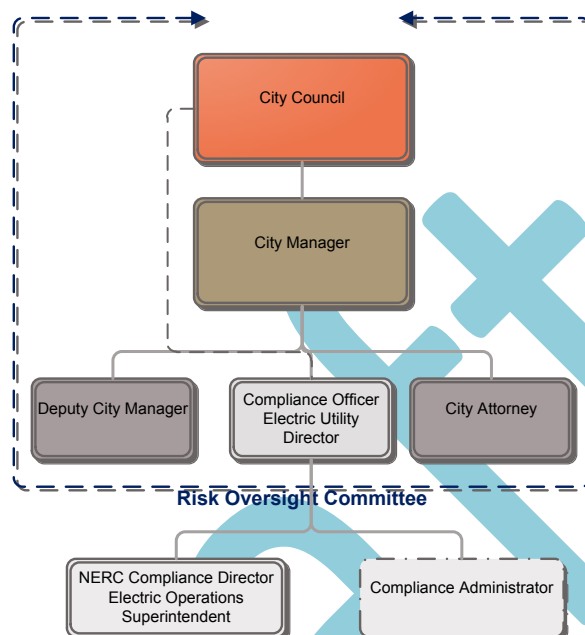 City Council
City Manager
Deputy City Manager
Compliance Officer
Electric Utility
Director
City Attorney
Risk Oversight Committee
NERC Compliance Director
Electric Operations
Superintendent
Compliance Administrator